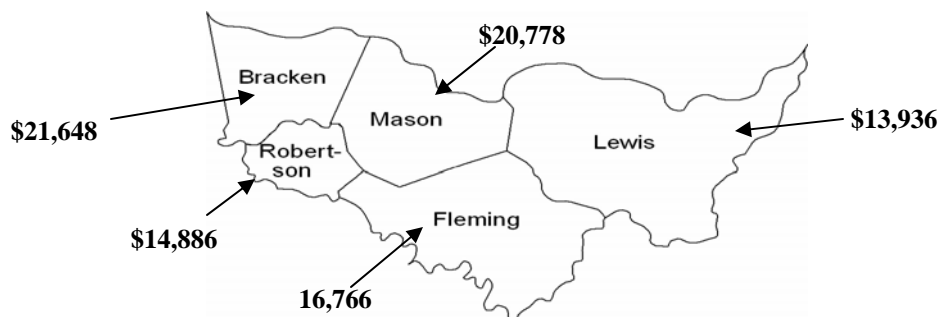 $20,778
Bracken
$21,648
Mason
$13,936
Lewis
Robert-
son
$14,886
Fleming
16,766